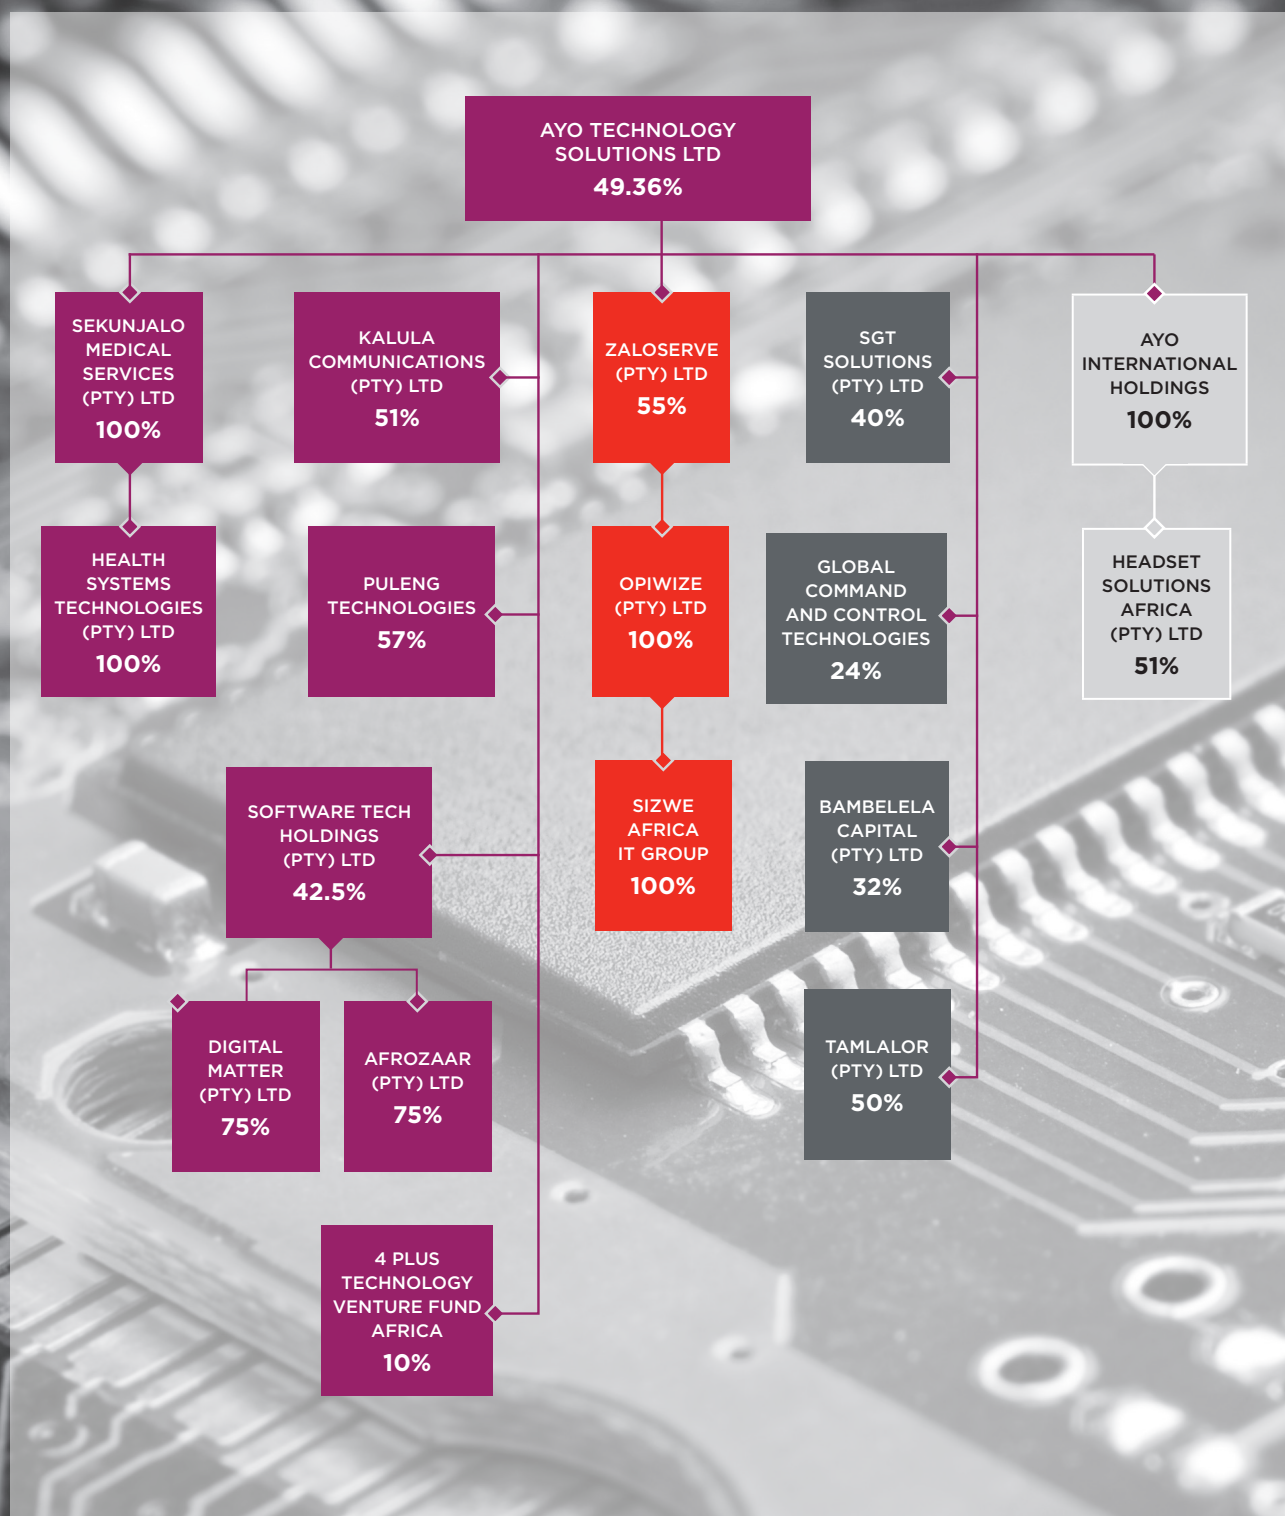 AYO TECHNOLOGY
SOLUTIONS LTD
49.36%
SEKUNJALO
MEDICAL
SERVICES
(PTY) LTD
100%
KALULA
COMMUNICATIONS
(PTY) LTD
51%
ZALOSERVE
(PTY) LTD
55%
SGT
SOLUTIONS
(PTY) LTD
40%
AYO
INTERNATIONAL
HOLDINGS
100%
HEALTH
SYSTEMS
TECHNOLOGIES
(PTY) LTD
100%
PULENG
TECHNOLOGIES
57%
OPIWIZE
(PTY) LTD
100%
GLOBAL
COMMAND
AND CONTROL
TECHNOLOGIES
24%
HEADSET
SOLUTIONS
AFRICA
(PTY) LTD
51%
SOFTWARE TECH
HOLDINGS
(PTY) LTD
42.5%
SIZWE
AFRICA
IT GROUP
100%
BAMBELELA
CAPITAL
(PTY) LTD
32%
DIGITAL
MATTER
(PTY) LTD
75%
AFROZAAR
(PTY) LTD
75%
TAMLALOR
(PTY) LTD
50%
4 PLUS
TECHNOLOGY
VENTURE FUND
AFRICA
10%